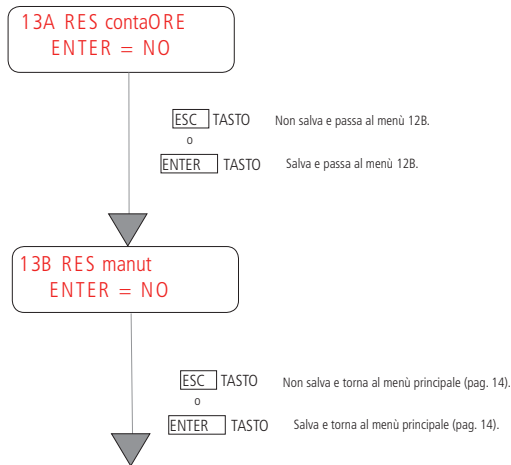 13A RES contaORE
ENTER = NO
ESC TASTO Non salva e passa al menù 12B.
o
ENTER TASTO Salva e passa al menù 12B.
13B RES manut
ENTER = NO
ESC TASTO Non salva e torna al menù principale (pag. 14).
o
ENTER TASTO Salva e torna al menù principale (pag. 14).